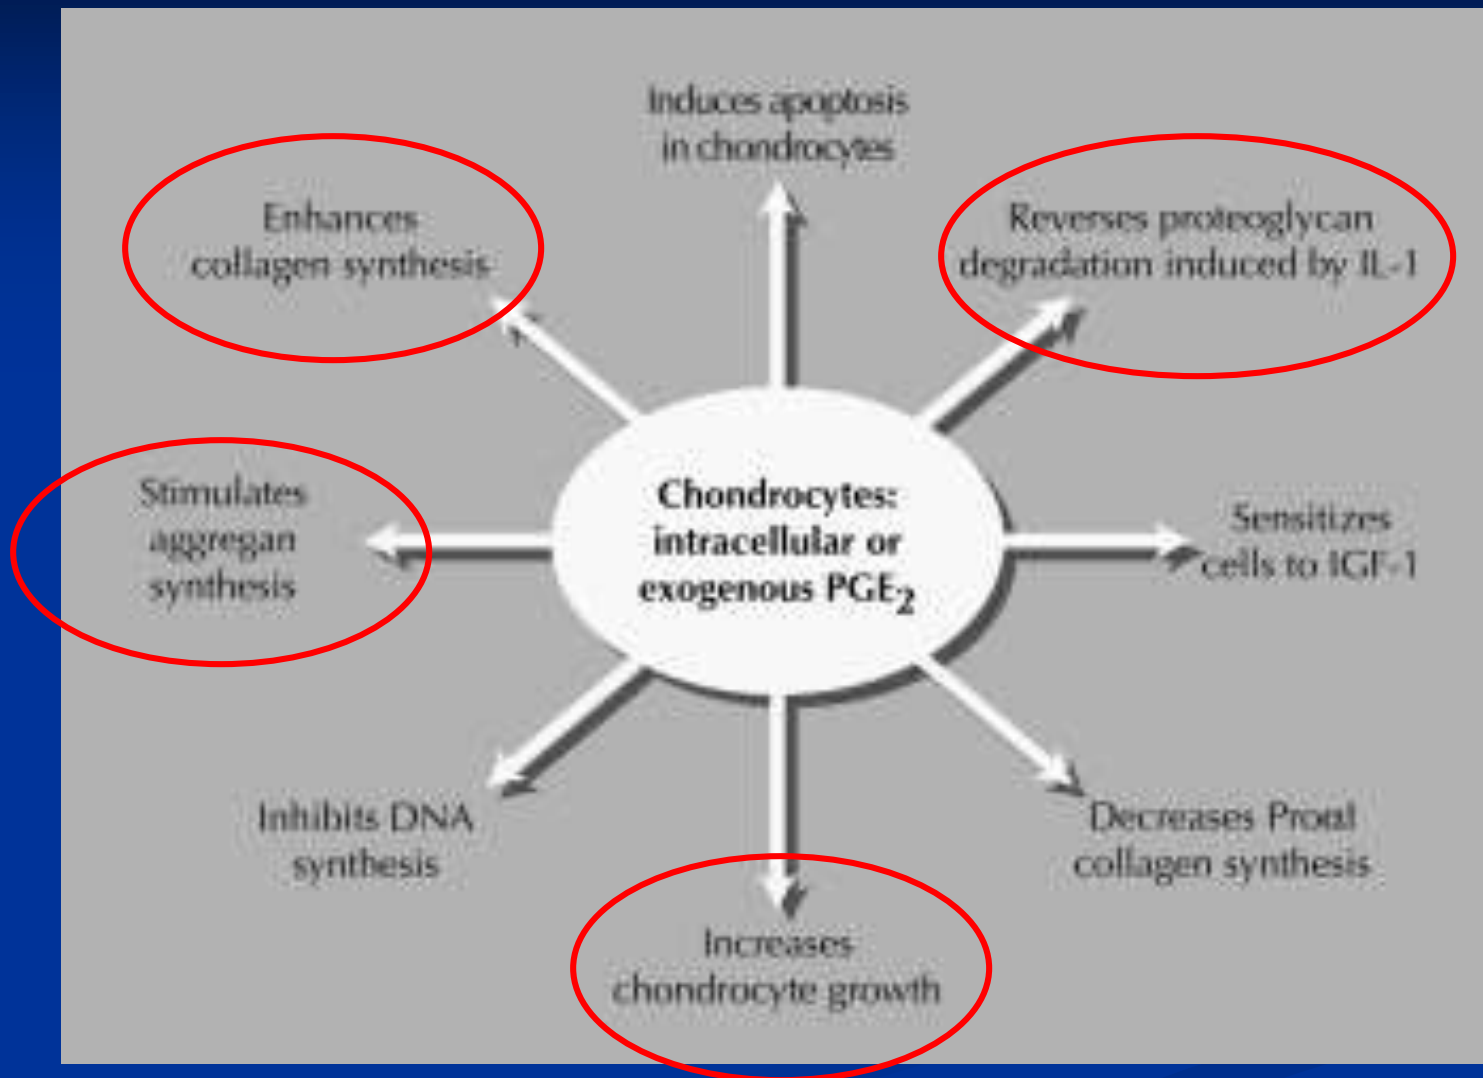 Induces apoptosis
in chondrocytes
Enhances
collagen synthesis
Reverses proteoglycan
degradation induced by IL-1
Stimulates
aggregan
synthesis
Chondrocytes:
intracellular or
exogenous PGE₂
Sensitizes
cells to IGF-1
Inhibits DNA
synthesis
Decreases
collagen synthesis
Increases
chondrocyte growth